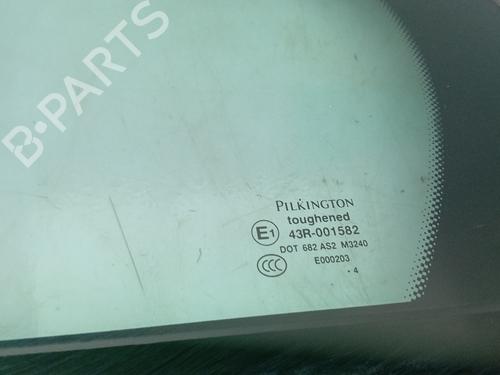 B-PARTS
PILKINGTON
toughened
E1 43R-001582
DOT 682 AS2 M3240
CCC E000203
· 4